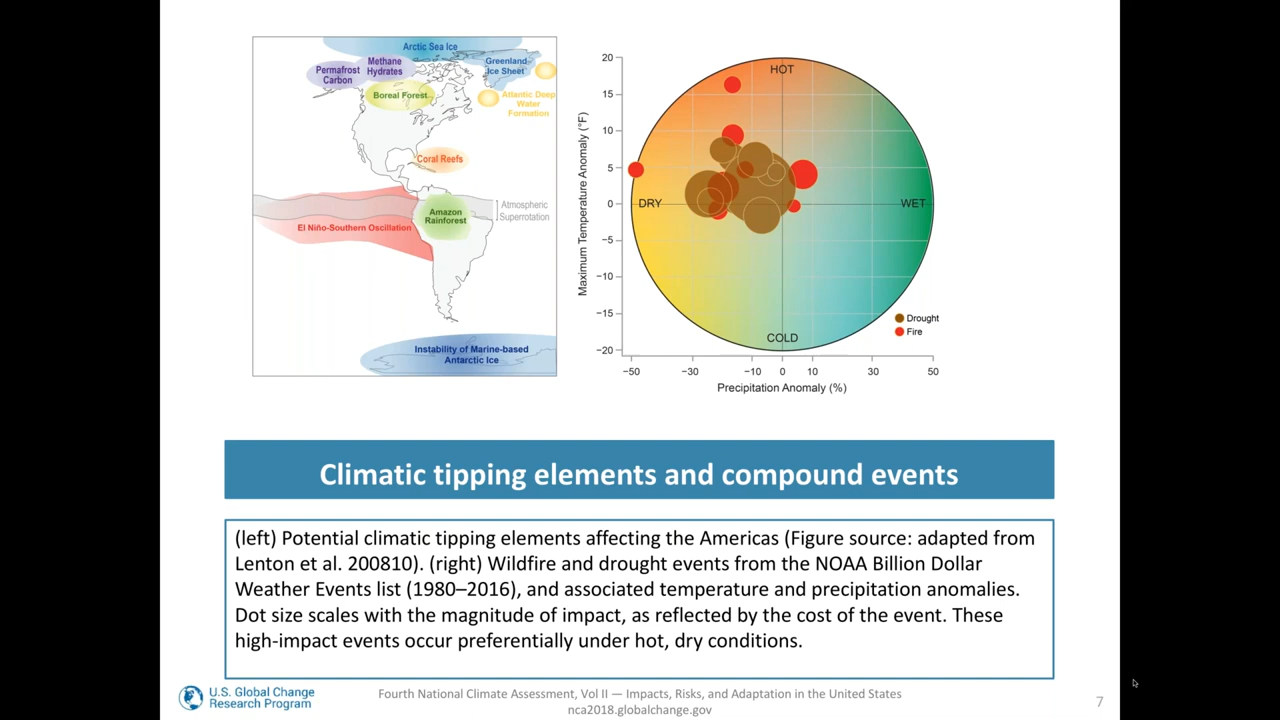 Arctic Sea Ice
Methane
Hydrates
Permafrost
Carbon
Greenland
Ice Sheet
Boreal Forest
Atlantic Deep
Water
Formation
Coral Reefs
Amazon
Rainforest
Atmospheric
Superrotation
El Niño-Southern Oscillation
Instability of Marine-based
Antarctic Ice
Maximum Temperature Anomaly (°F)
20
15
10
5
0
−5
−10
−15
−20
HOT
DRY
WET
COLD
Drought
Fire
−50
−30
−10
0
10
30
50
Precipitation Anomaly (%)
Climatic tipping elements and compound events
(left) Potential climatic tipping elements affecting the Americas (Figure source: adapted from
Lenton et al. 200810). (right) Wildfire and drought events from the NOAA Billion Dollar
Weather Events list (1980–2016), and associated temperature and precipitation anomalies.
Dot size scales with the magnitude of impact, as reflected by the cost of the event. These
high-impact events occur preferentially under hot, dry conditions.
U.S. Global Change
Research Program
Fourth National Climate Assessment, Vol II — Impacts, Risks, and Adaptation in the United States
nca2018.globalchange.gov
7